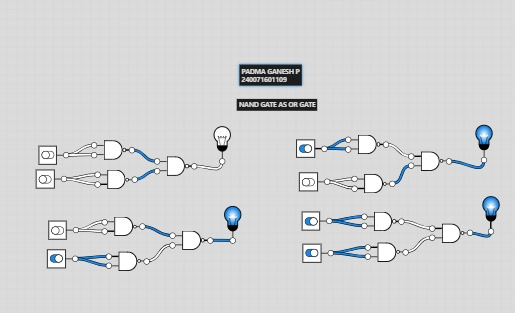 PADMA GANESH P
240071601109
NAND GATE AS OR GATE